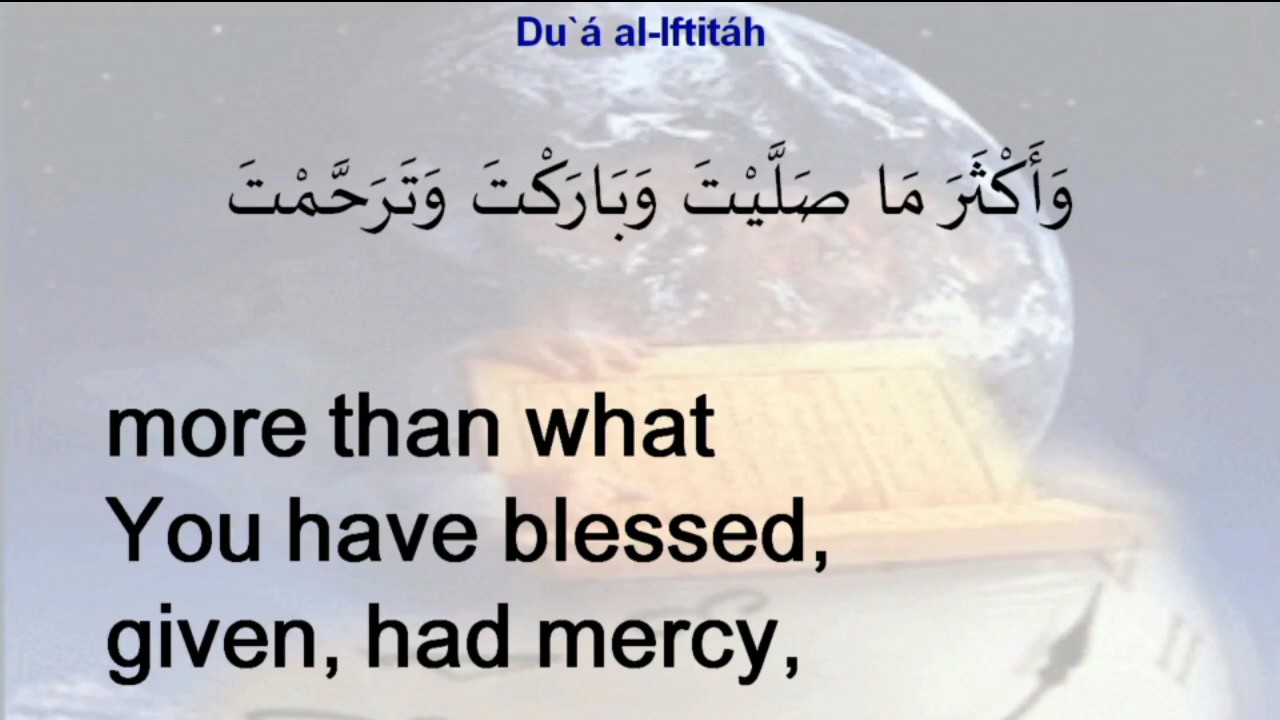 Du`á al-Iftitáh
وَأَكْثَرَ مَا صَلَّيْتَ وَبَارَكْتَ وَتَرَحَّمْتَ
more than what
You have blessed,
given, had mercy,